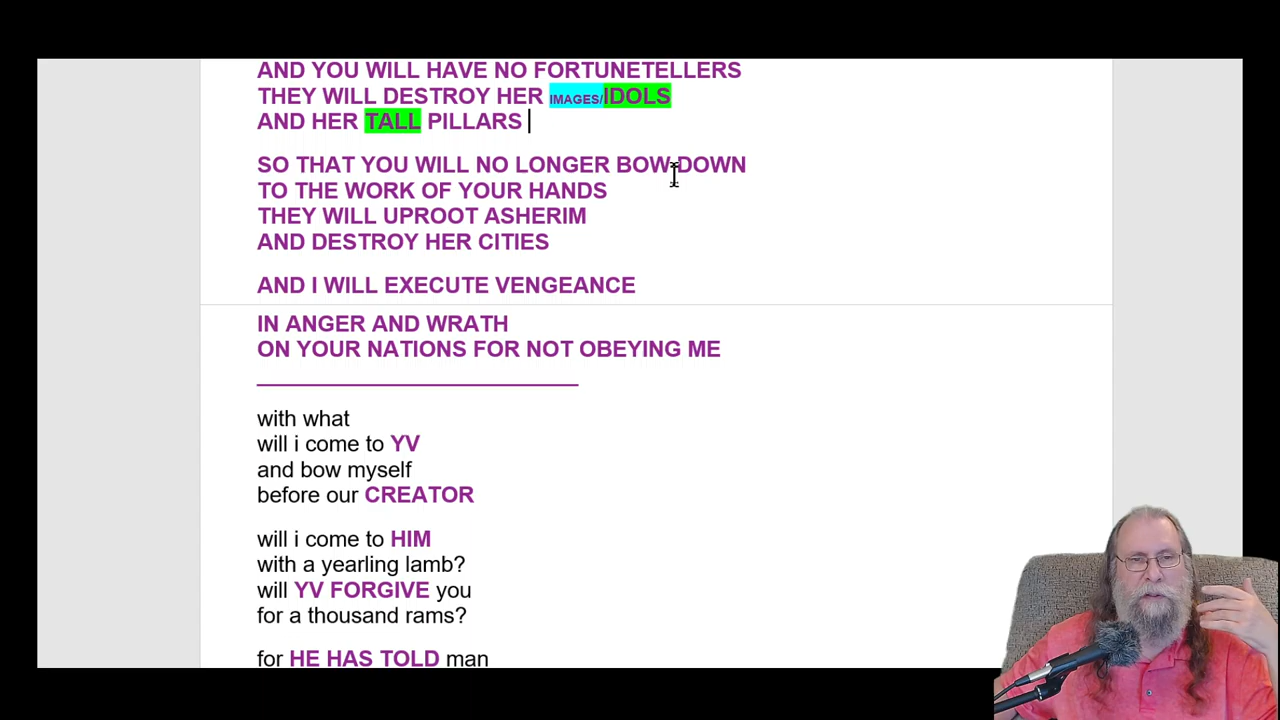 AND YOU WILL HAVE NO FORTUNETELLERS
THEY WILL DESTROY HER IMAGES/IDOLS
AND HER TALL PILLARS
SO THAT YOU WILL NO LONGER BOW DOWN
TO THE WORK OF YOUR HANDS
THEY WILL UPROOT ASHERIM
AND DESTROY HER CITIES
AND I WILL EXECUTE VENGEANCE
IN ANGER AND WRATH
ON YOUR NATIONS FOR NOT OBEYING ME
with what
will i come to YV
and bow myself
before our CREATOR
will i come to HIM
with a yearling lamb?
will YV FORGIVE you
for a thousand rams?
for HE HAS TOLD man